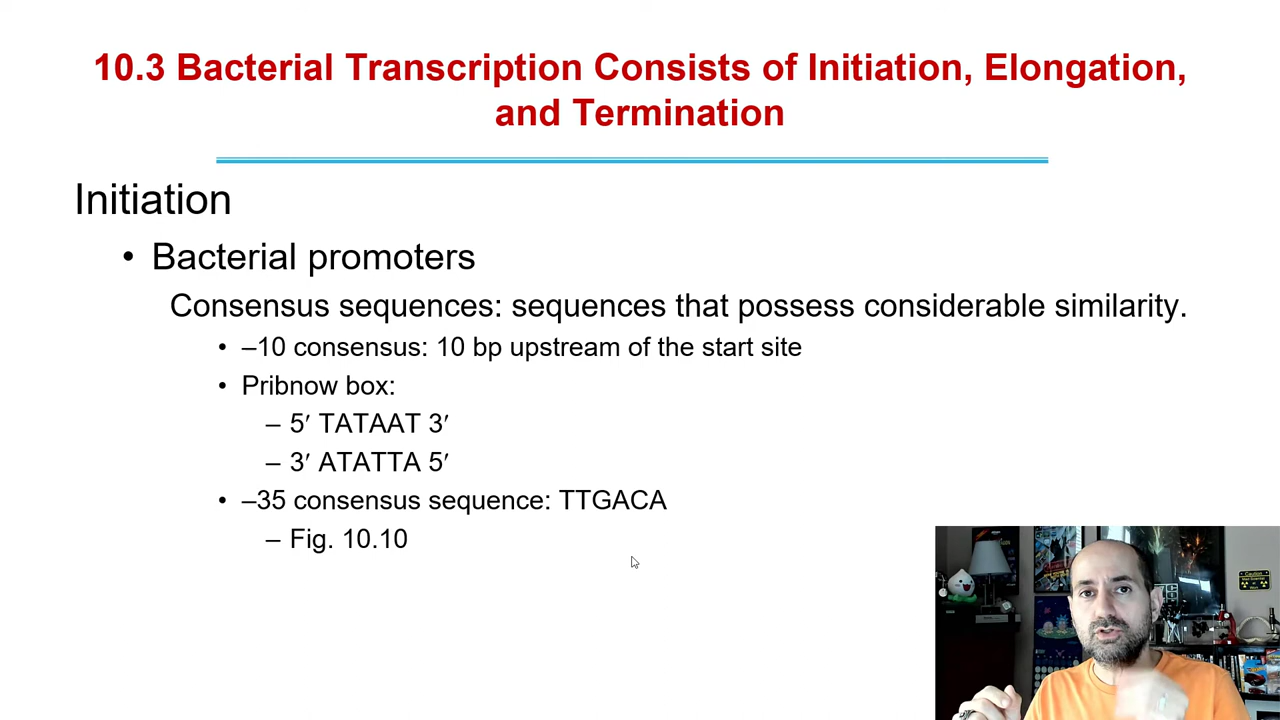 10.3 Bacterial Transcription Consists of Initiation, Elongation,
and Termination
Initiation
• Bacterial promoters
Consensus sequences: sequences that possess considerable similarity.
• –10 consensus: 10 bp upstream of the start site
• Pribnow box:
– 5′ TATAAT 3′
– 3′ ATATTA 5′
• –35 consensus sequence: TTGACA
– Fig. 10.10
Caution